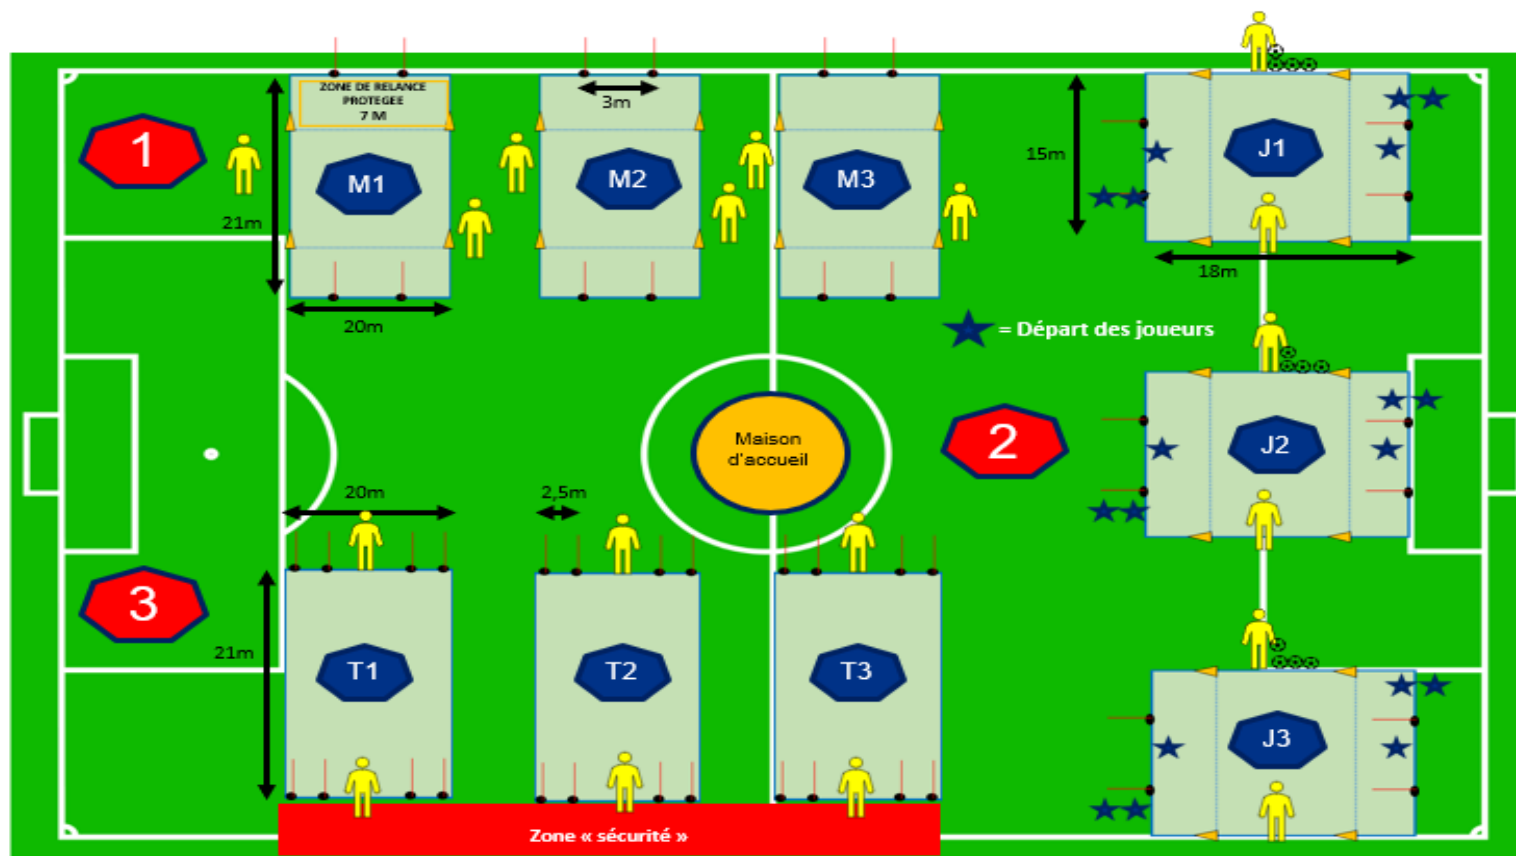 ZONE DE RELANCE
PROTEGEE
7 M
3m
1
M1
M2
M3
15m
J1
21m
18m
20m
= Départ des joueurs
2
Maison
d'accueil
J2
20m
2,5m
3
21m
T1
T2
T3
J3
Zone « sécurité »